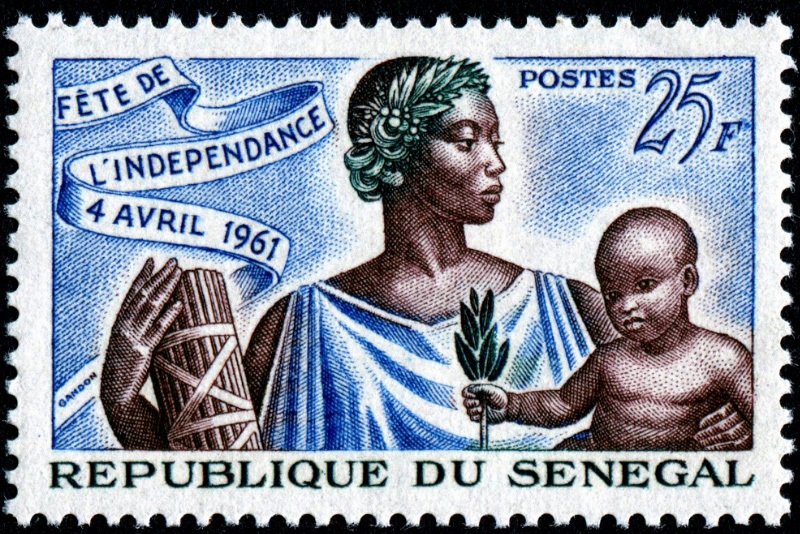 FÊTE DE
L'INDEPENDANCE
4 AVRIL 1961
POSTES 25F
GANDON
REPUBLIQUE DU SENEGAL